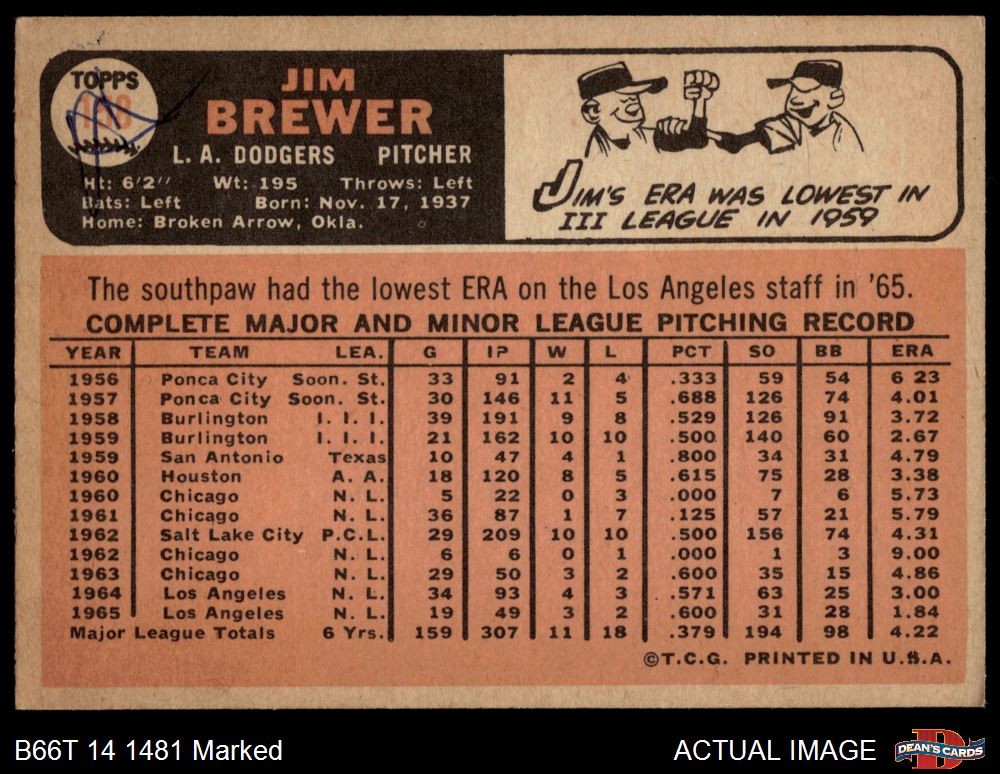 TOPPS
158
JIM
BREWER
L. A. DODGERS PITCHER
Ht: 6'2" Wt: 195 Throws: Left
Bats: Left Born: Nov. 17, 1937
Home: Broken Arrow, Okla.
JIM'S ERA WAS LOWEST IN
III LEAGUE IN 1959
The southpaw had the lowest ERA on the Los Angeles staff in '65.
COMPLETE MAJOR AND MINOR LEAGUE PITCHING RECORD
YEAR TEAM LEA. G IP W L PCT SO BB ERA
1956 Ponca City Soon. St. 33 91 2 4 .333 59 54 6 23
1957 Ponca City Soon. St. 30 146 11 5 .688 126 74 4.01
1958 Burlington I. I. I. 39 191 9 8 .529 126 91 3.72
1959 Burlington I. I. I. 21 162 10 10 .500 140 60 2.67
1959 San Antonio Texas 10 47 4 1 .800 34 31 4.79
1960 Houston A. A. 18 120 8 5 .615 75 28 3.38
1960 Chicago N. L. 5 22 0 3 .000 7 6 5.73
1961 Chicago N. L. 36 87 1 7 .125 57 21 5.79
1962 Salt Lake City P.C.L. 29 209 10 10 .500 156 74 4.31
1962 Chicago N. L. 6 6 0 1 .000 1 3 9.00
1963 Chicago N. L. 29 50 3 2 .600 35 15 4.86
1964 Los Angeles N. L. 34 93 4 3 .571 63 25 3.00
1965 Los Angeles N. L. 19 49 3 2 .600 31 28 1.84
Major League Totals 6 Yrs. 159 307 11 18 .379 194 98 4.22
©T.C.G. PRINTED IN U.S.A.
B66T 14 1481 Marked
ACTUAL IMAGE
DEAN'S CARDS